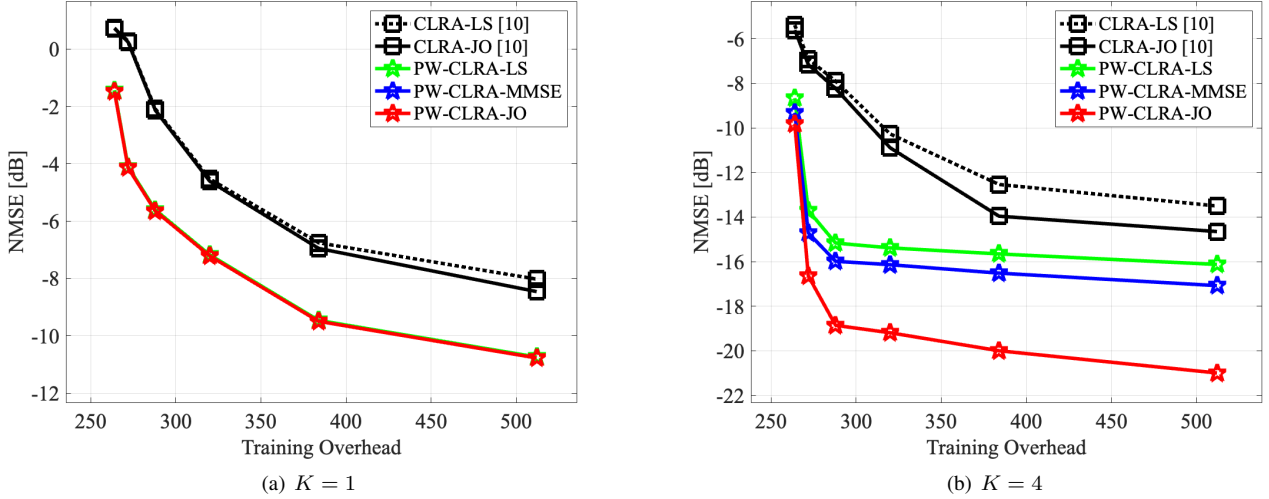 CLRA-LS [10]
CLRA-JO [10]
PW-CLRA-LS
PW-CLRA-MMSE
PW-CLRA-JO
NMSE [dB]
0
-2
-4
-6
-8
-10
-12
250 300 350 400 450 500
Training Overhead
(a) K = 1
CLRA-LS [10]
CLRA-JO [10]
PW-CLRA-LS
PW-CLRA-MMSE
PW-CLRA-JO
NMSE [dB]
-6
-8
-10
-12
-14
-16
-18
-20
-22
250 300 350 400 450 500
Training Overhead
(b) K = 4